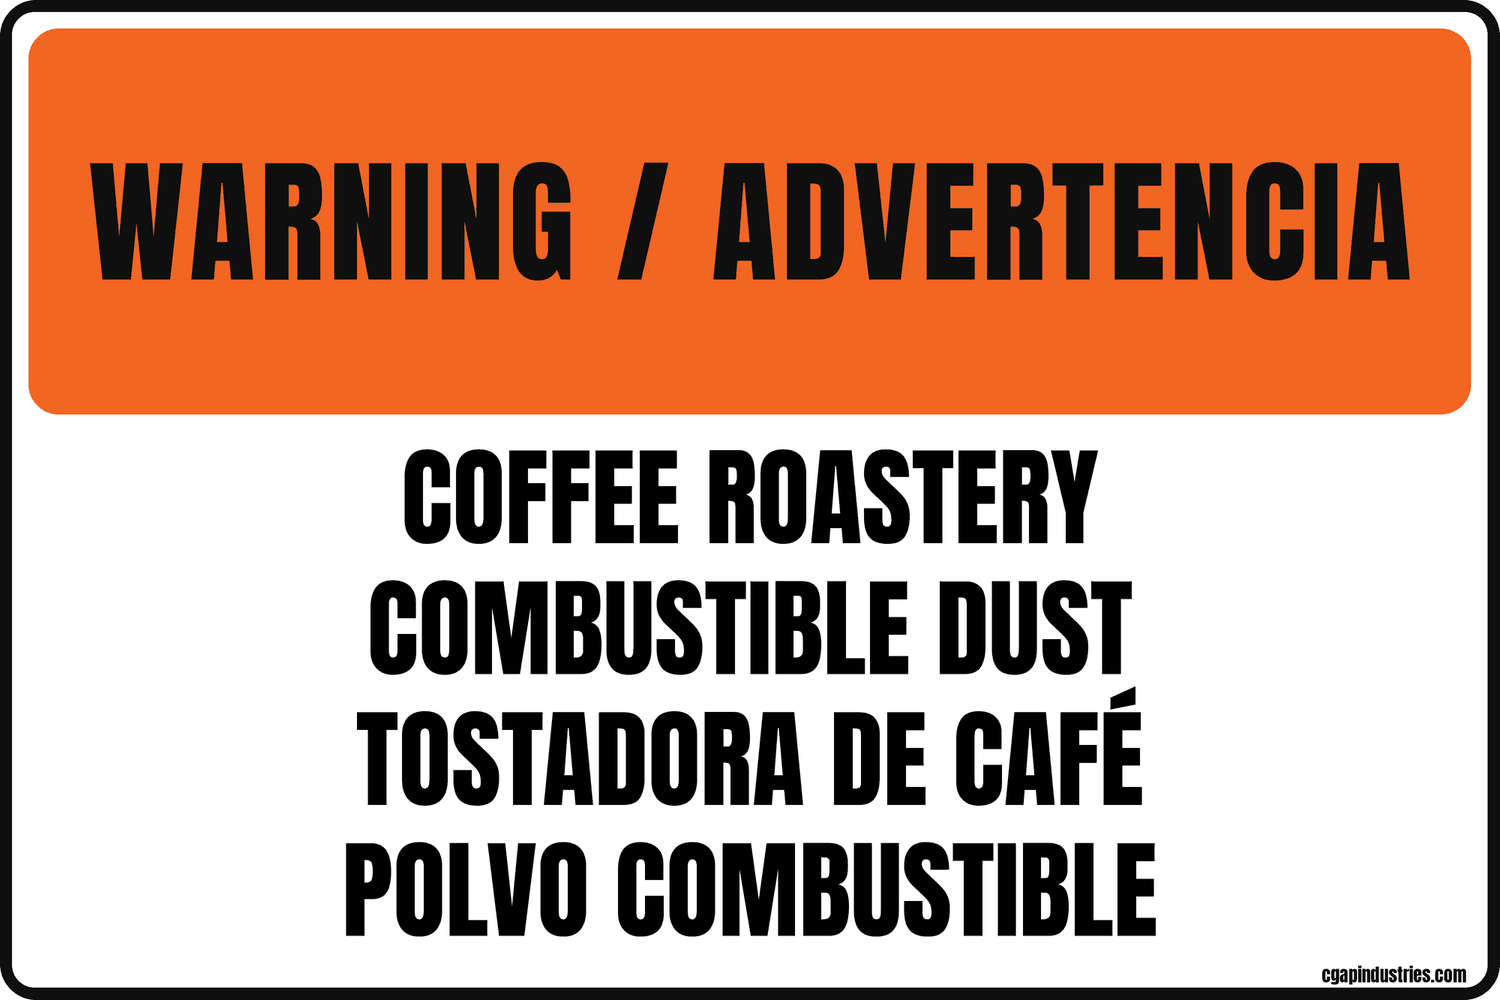 WARNING / ADVERTENCIA
COFFEE ROASTERY
COMBUSTIBLE DUST
TOSTADORA DE CAFÉ
POLVO COMBUSTIBLE
cgapindustries.com